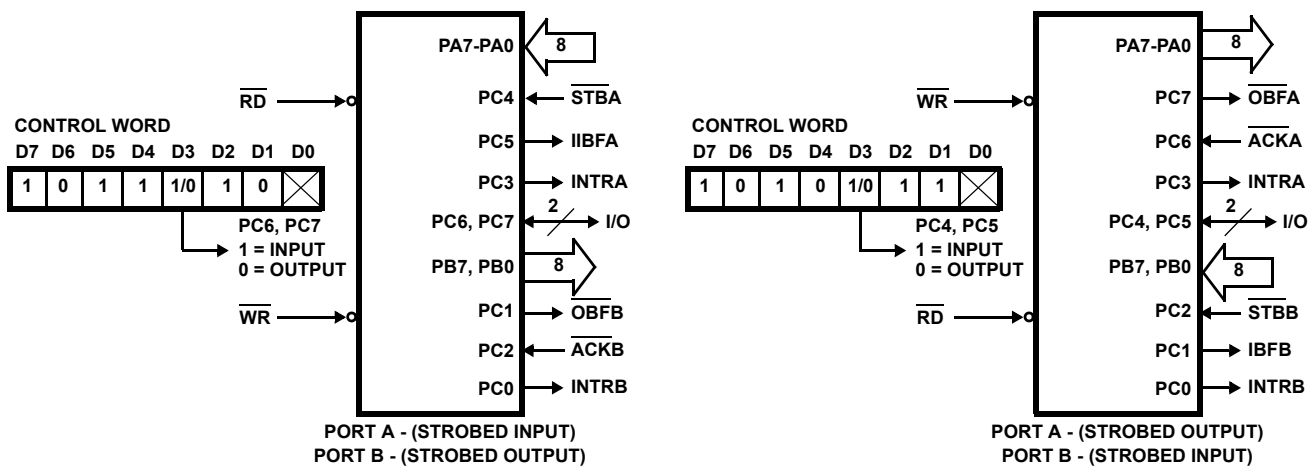 PA7-PA0
8
RD
PC4
STBA
CONTROL WORD
PC5
IIBFA
D7 D6 D5 D4 D3 D2 D1 D0
1 0 1 1 1/0 1 0
PC3
INTRA
PC6, PC7
1 = INPUT
0 = OUTPUT
PC6, PC7
2
I/O
PB7, PB0
8
WR
PC1
OBFB
PC2
ACKB
PC0
INTRB
PORT A - (STROBED INPUT)
PORT B - (STROBED OUTPUT)
PA7-PA0
8
WR
PC7
OBFA
CONTROL WORD
PC6
ACKA
D7 D6 D5 D4 D3 D2 D1 D0
1 0 1 0 1/0 1 1
PC3
INTRA
PC4, PC5
1 = INPUT
0 = OUTPUT
PC4, PC5
2
I/O
PB7, PB0
8
RD
PC2
STBB
PC1
IBFB
PC0
INTRB
PORT A - (STROBED OUTPUT)
PORT B - (STROBED INPUT)